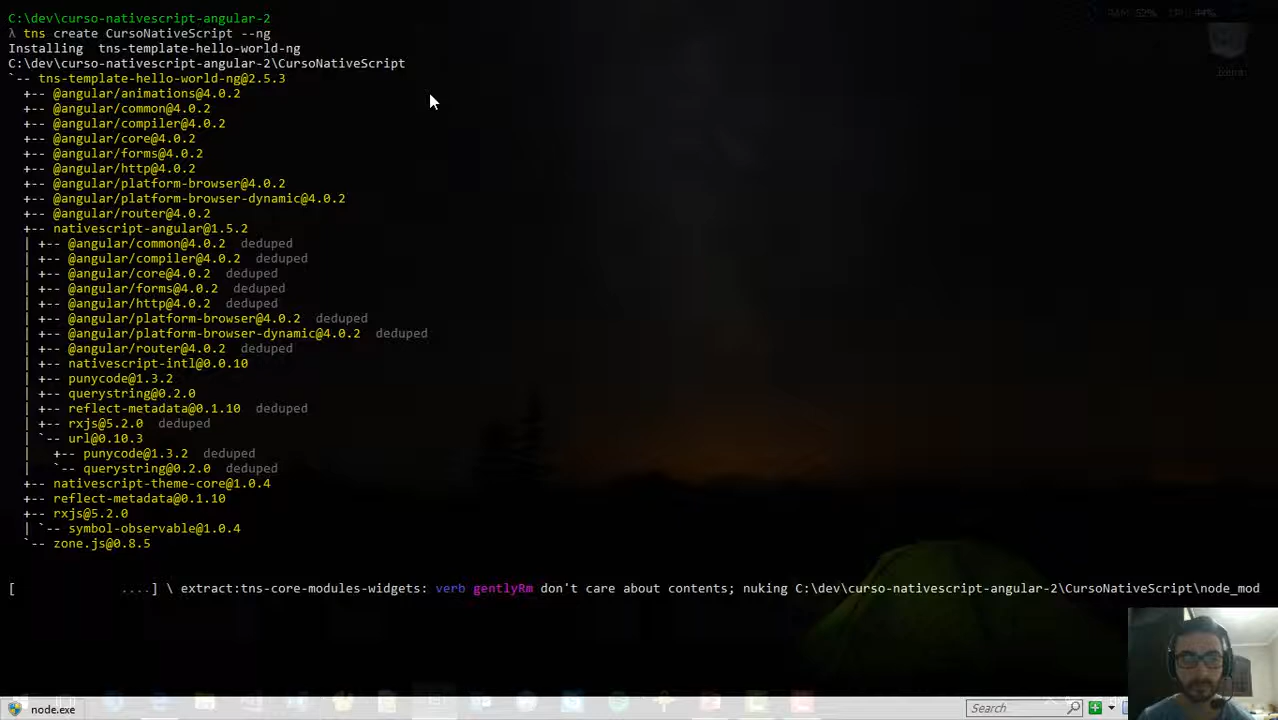 C:\dev\curso-nativescript-angular-2
λ tns create CursoNativeScript --ng
Installing  tns-template-hello-world-ng
C:\dev\curso-nativescript-angular-2\CursoNativeScript
`-- tns-template-hello-world-ng@2.5.3
  +-- @angular/animations@4.0.2
  +-- @angular/common@4.0.2
  +-- @angular/compiler@4.0.2
  +-- @angular/core@4.0.2
  +-- @angular/forms@4.0.2
  +-- @angular/http@4.0.2
  +-- @angular/platform-browser@4.0.2
  +-- @angular/platform-browser-dynamic@4.0.2
  +-- @angular/router@4.0.2
  +-- nativescript-angular@1.5.2
  | +-- @angular/common@4.0.2  deduped
  | +-- @angular/compiler@4.0.2  deduped
  | +-- @angular/core@4.0.2  deduped
  | +-- @angular/forms@4.0.2  deduped
  | +-- @angular/http@4.0.2  deduped
  | +-- @angular/platform-browser@4.0.2  deduped
  | +-- @angular/platform-browser-dynamic@4.0.2  deduped
  | +-- @angular/router@4.0.2  deduped
  | +-- nativescript-intl@0.0.10
  | +-- punycode@1.3.2
  | +-- querystring@0.2.0
  | +-- reflect-metadata@0.1.10  deduped
  | +-- rxjs@5.2.0  deduped
  | `-- url@0.10.3
  |   +-- punycode@1.3.2  deduped
  |   `-- querystring@0.2.0  deduped
  +-- nativescript-theme-core@1.0.4
  +-- reflect-metadata@0.1.10
  +-- rxjs@5.2.0
  | `-- symbol-observable@1.0.4
  `-- zone.js@0.8.5
[              ....] \ extract:tns-core-modules-widgets: verb gentlyRm don't care about contents; nuking C:\dev\curso-nativescript-angular-2\CursoNativeScript\node_mod
node.exe
Search